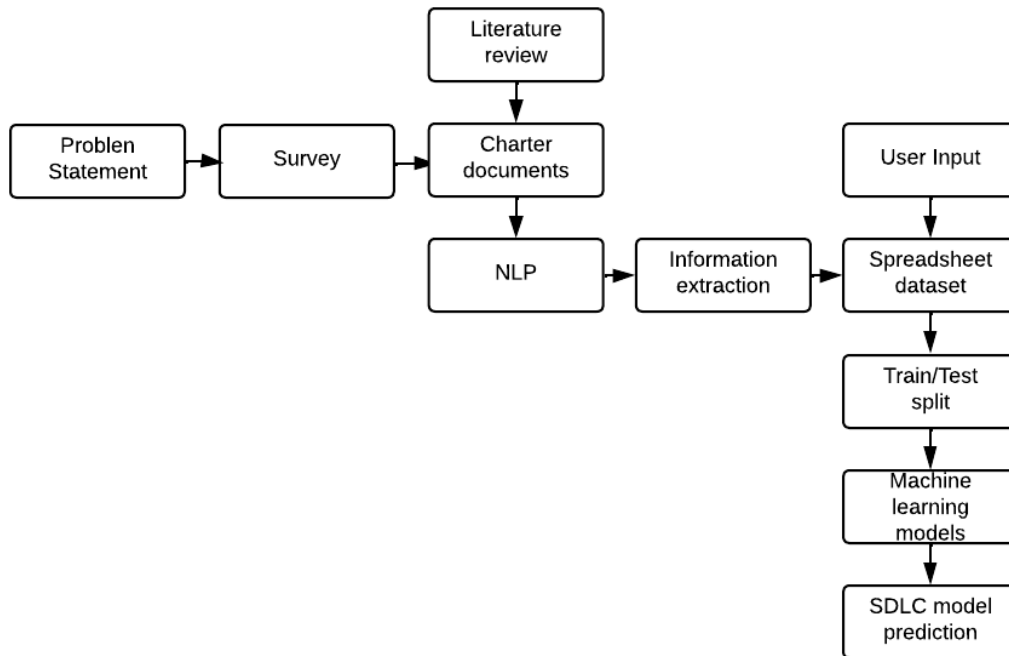 Literature
review
Problen
Statement
Survey
Charter
documents
User Input
NLP
Information
extraction
Spreadsheet
dataset
Train/Test
split
Machine
learning
models
SDLC model
prediction